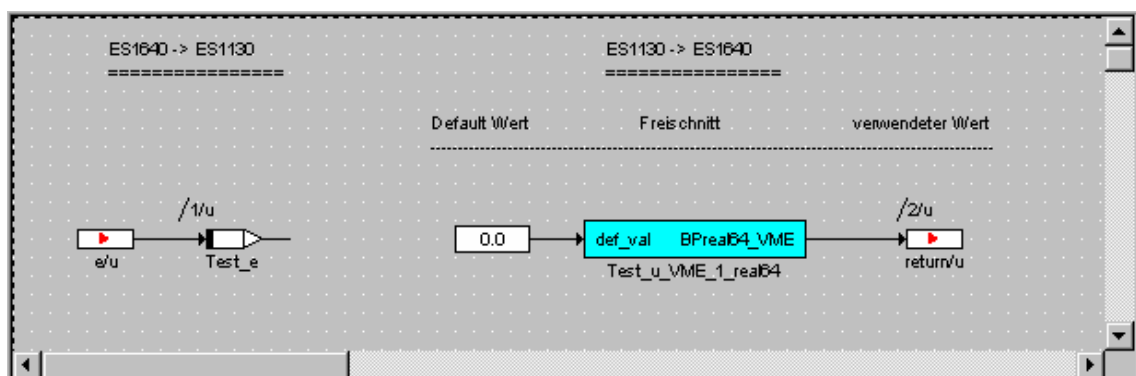 ES1640 -> ES1130
================
ES1130 -> ES1640
================
Default Wert Freischnitt verwendeter Wert
/1/u
e/u
Test_e
/2/u
0.0
def_val BPreal64_VME
Test_u_VME_1_real64
return/u